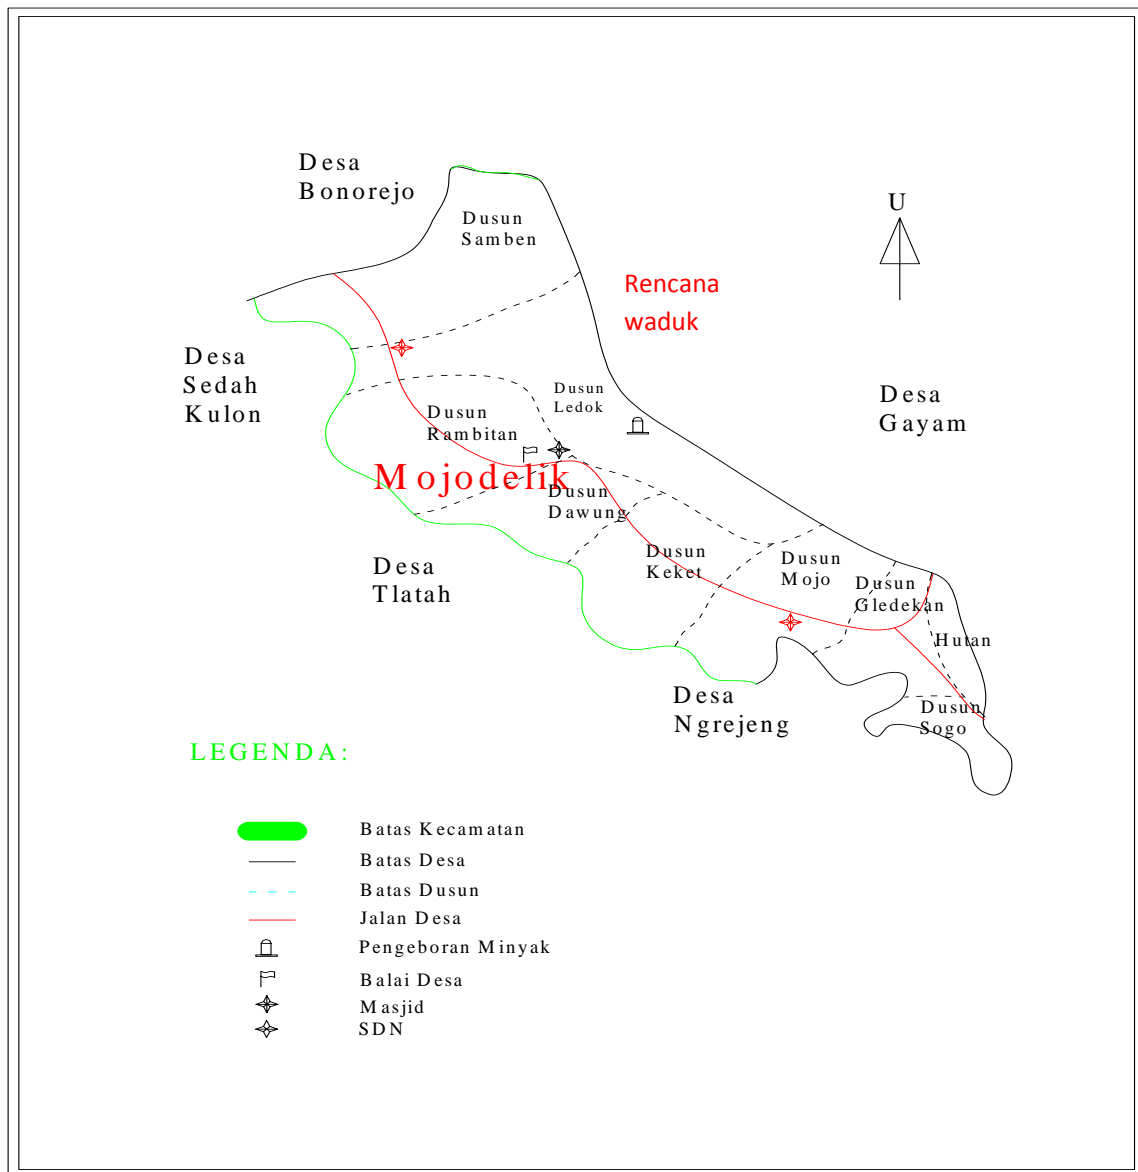 Desa
Bonorejo
Dusun
Samben
U
Rencana
waduk
Desa
Sedah
Kulon
Dusun
Ledok
Desa
Gayam
Dusun
Rambitan
Mojodelik
Dusun
Dawung
Dusun
Keket
Dusun
Mojo
Desa
Tlatah
Dusun
Gledekan
Hutan
Desa
Ngrejeng
Dusun
Sogo
LEGENDA:
Batas Kecamatan
Batas Desa
Batas Dusun
Jalan Desa
Pengeboran Minyak
Balai Desa
Masjid
SDN